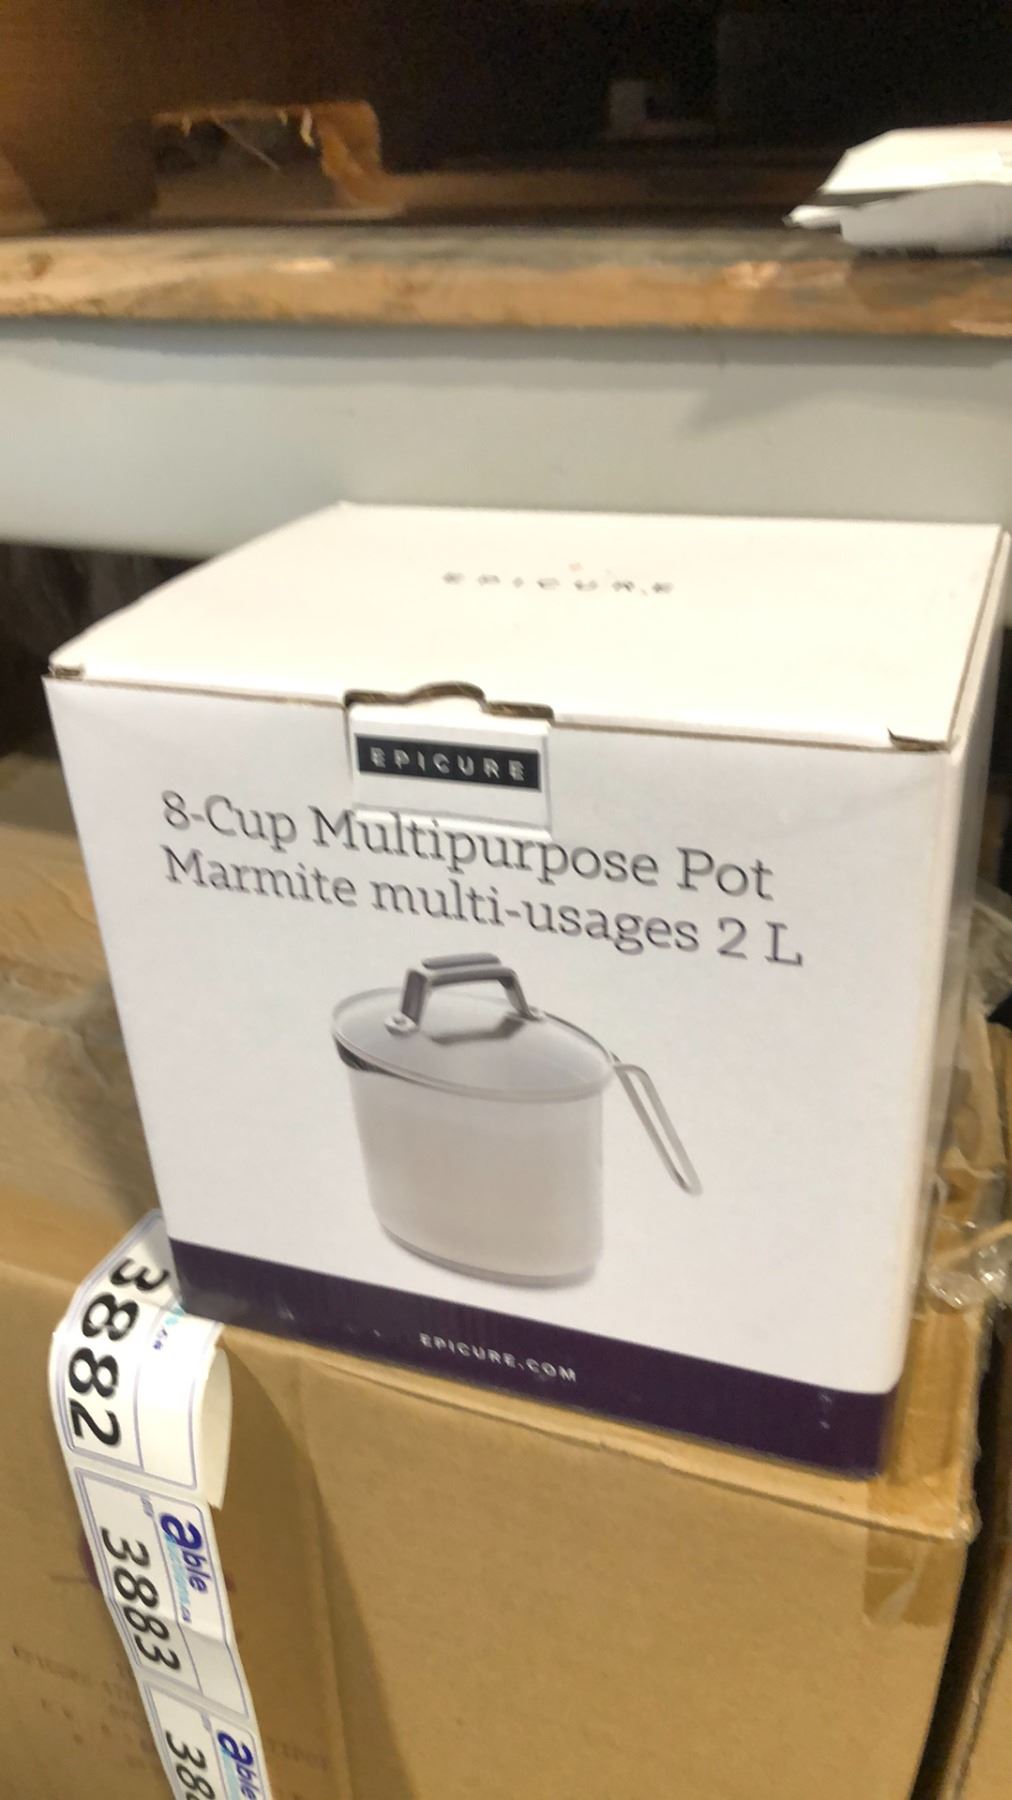 EPICURE
EPICURE
8-Cup Multipurpose Pot
Marmite multi-usages 2 L
EPICURE.COM
3882
able
3883
able